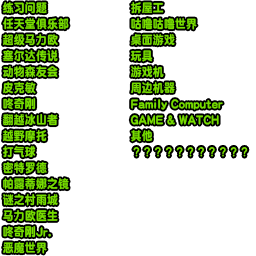 练习问题
任天堂俱乐部
超级马力欧
塞尔达传说
动物森友会
皮克敏
咚奇刚
翻越冰山者
越野摩托
打气球
密特罗德
帕露蒂娜之镜
谜之村雨城
马力欧医生
咚奇刚Jr.
恶魔世界
拆屋工
咕噜咕噜世界
桌面游戏
玩具
游戏机
周边机器
Family Computer
GAME & WATCH
其他
？？？？？？？？？？？